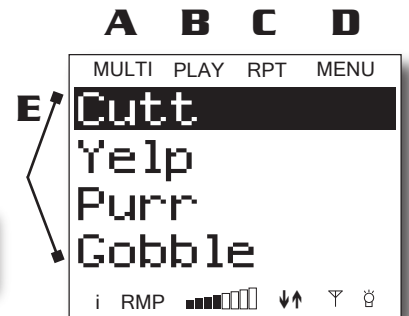 A B C D
MULTI PLAY RPT MENU
E
Cutt
Yelp
Purr
Gobble
i RMP